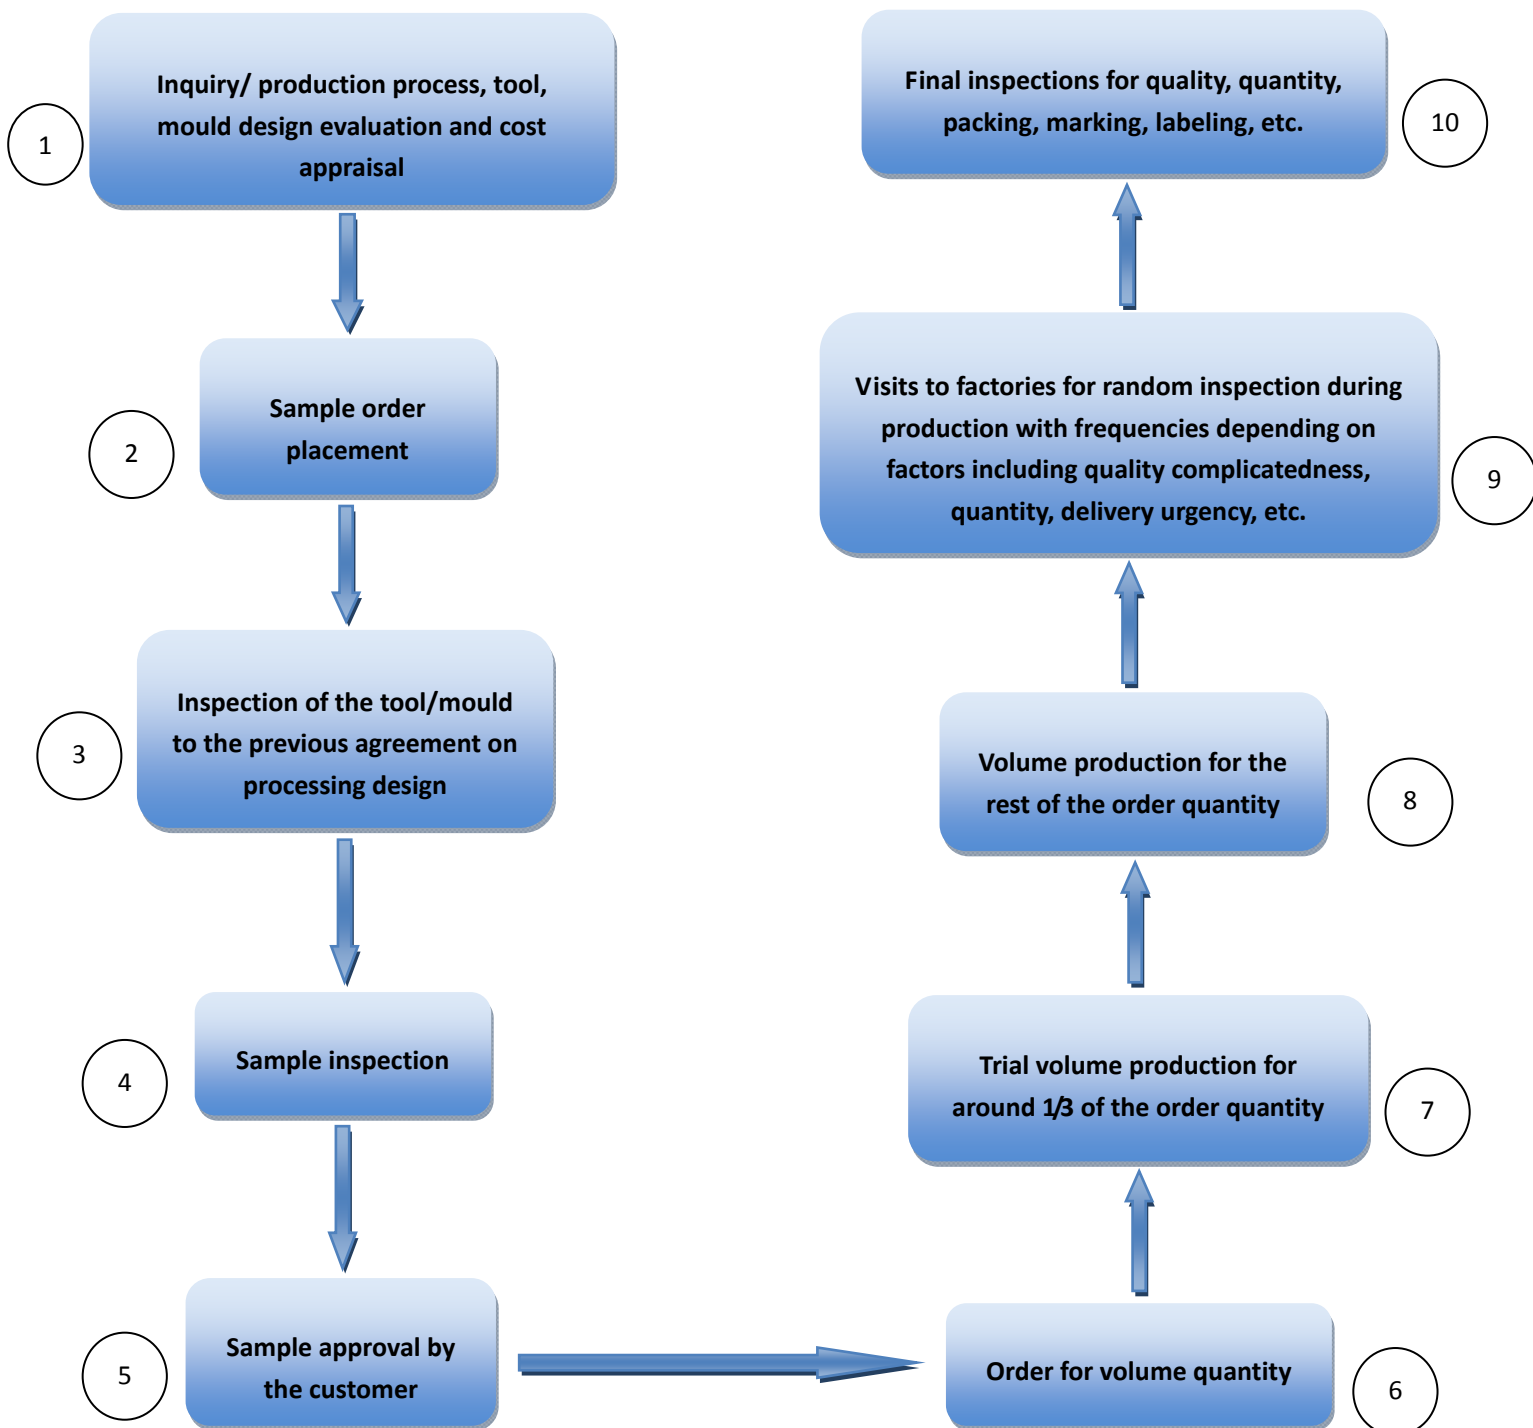 1
Inquiry/ production process, tool,
mould design evaluation and cost
appraisal
2
Sample order
placement
3
Inspection of the tool/mould
to the previous agreement on
processing design
4
Sample inspection
5
Sample approval by
the customer
6
Order for volume quantity
7
Trial volume production for
around 1/3 of the order quantity
8
Volume production for the
rest of the order quantity
9
Visits to factories for random inspection during
production with frequencies depending on
factors including quality complicatedness,
quantity, delivery urgency, etc.
10
Final inspections for quality, quantity,
packing, marking, labeling, etc.